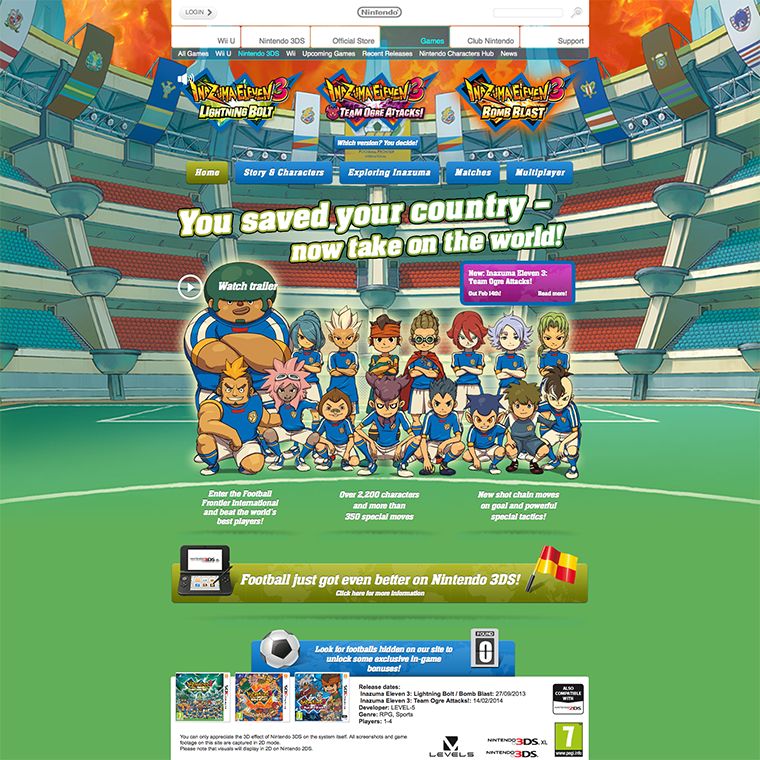 LOGIN
Nintendo
Wii U
Nintendo 3DS
Official Store
Games
Club Nintendo
Support
All Games
Wii U
Nintendo 3DS
Wii
Upcoming Games
Recent Releases
Nintendo Characters Hub
News
INAZUMA ELEVEN 3
LIGHTNING BOLT
INAZUMA ELEVEN 3
TEAM OGRE ATTACKS!
INAZUMA ELEVEN 3
BOMB BLAST
Which version? You decide!
Home
Story & Characters
Exploring Inazuma
Matches
Multiplayer
You saved your country –
now take on the world!
Watch trailer
New: Inazuma Eleven 3:
Team Ogre Attacks!
Out Feb 14th!
Read more!
Enter the Football
Frontier International
and beat the world's
best players!
Over 2,200 characters
and more than
350 special moves
New shot chain moves
on goal and powerful
special tactics!
Football just got even better on Nintendo 3DS!
Click here for more information
Look for footballs hidden on our site to
unlock some exclusive in-game
bonuses!
FOUND
0
Release dates:
Inazuma Eleven 3: Lightning Bolt / Bomb Blast: 27/09/2013
Inazuma Eleven 3: Team Ogre Attacks!: 14/02/2014
Developer: LEVEL-5
Genre: RPG, Sports
Players: 1-4
ALSO
COMPATIBLE
WITH
NINTENDO 2DS
You can only appreciate the 3D effect of Nintendo 3DS on the system itself. All screenshots and game
footage on this site are captured in 2D mode.
Please note that visuals will display in 2D on Nintendo 2DS.
LEVEL5
NINTENDO 3DS XL
NINTENDO 3DS
7
www.pegi.info